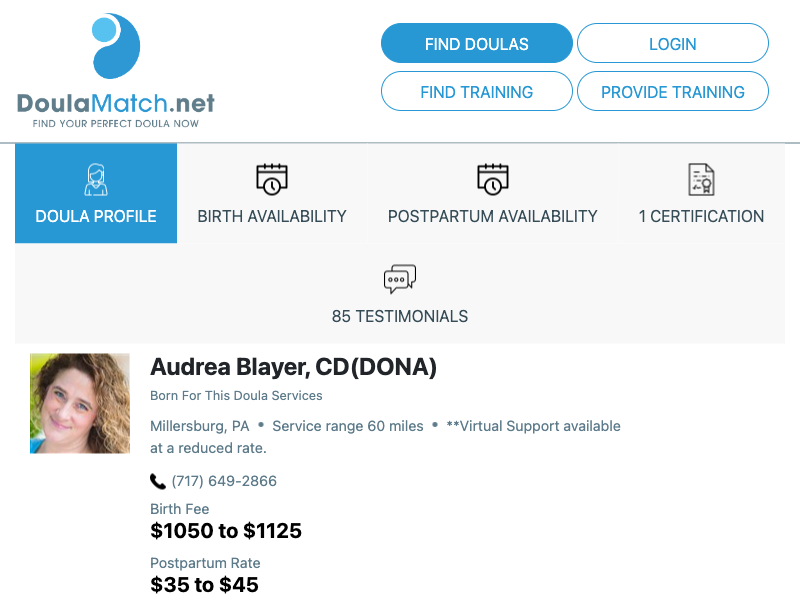 DoulaMatch.net
FIND YOUR PERFECT DOULA NOW
FIND DOULAS
LOGIN
FIND TRAINING
PROVIDE TRAINING
DOULA PROFILE
BIRTH AVAILABILITY
POSTPARTUM AVAILABILITY
1 CERTIFICATION
85 TESTIMONIALS
Audrea Blayer, CD(DONA)
Born For This Doula Services
Millersburg, PA • Service range 60 miles • **Virtual Support available
at a reduced rate.
(717) 649-2866
Birth Fee
$1050 to $1125
Postpartum Rate
$35 to $45